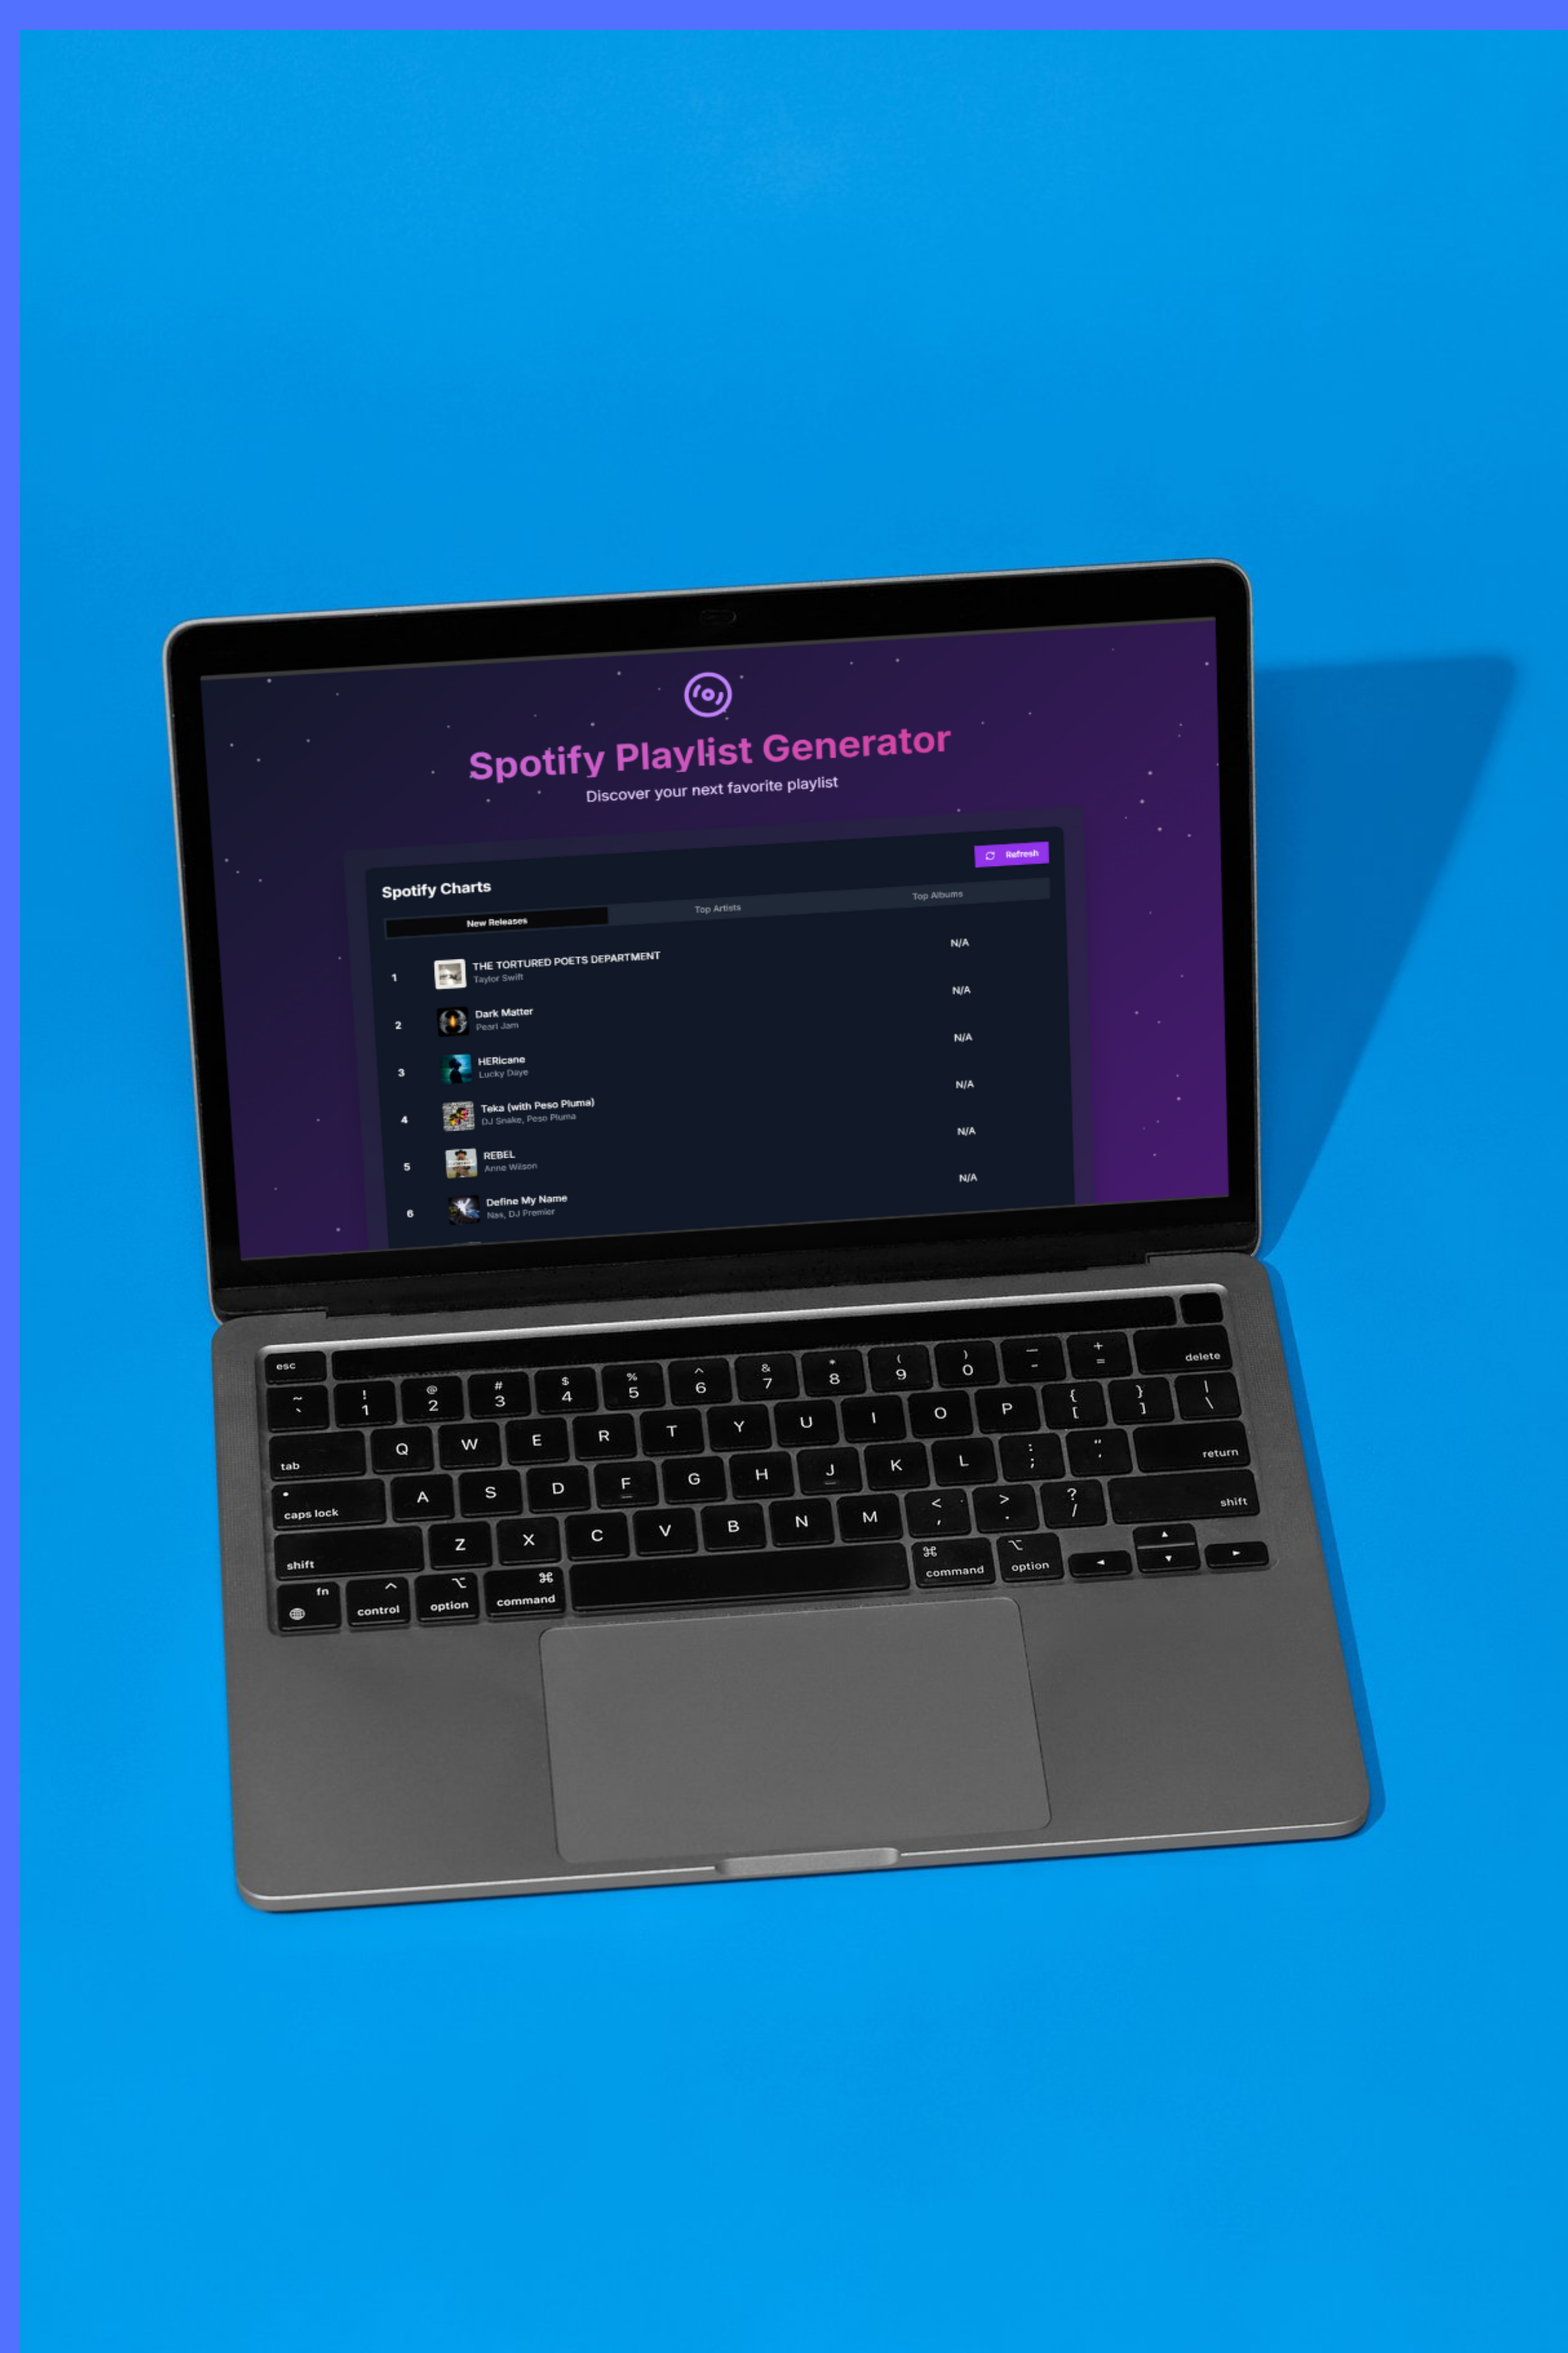 Spotify Playlist Generator
Discover your next favorite playlist
Refresh
Spotify Charts
New Releases Top Artists Top Albums
1 THE TORTURED POETS DEPARTMENT N/A
Taylor Swift
2 Dark Matter N/A
Pearl Jam
3 HERicane N/A
Lucky Daye
4 Teka (with Peso Pluma) N/A
DJ Snake, Peso Pluma
5 REBEL N/A
Anne Wilson
6 Define My Name N/A
Nas, DJ Premier
esc
~ ! @ # $ % ^ & * ( ) — +
` 1 2 3 4 5 6 7 8 9 0 - = delete
tab Q W E R T Y U I O P { [ } ] | \
caps lock A S D F G H J K L : ; “ ‘ return
shift Z X C V B N M < , > . ? / shift
fn ^ control ⌥ option ⌘ command ⌘ command ⌥ option ◄ ▲ ▼ ►